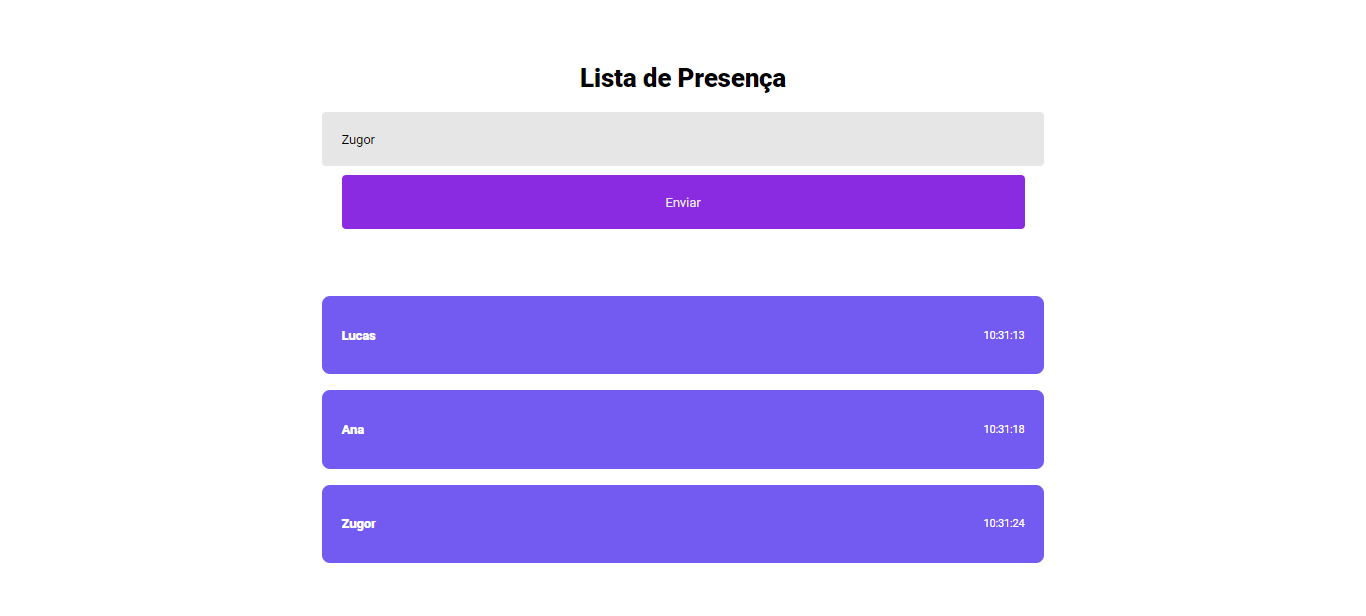 Lista de Presença
Zugor
Enviar
Lucas 10:31:13
Ana 10:31:18
Zugor 10:31:24